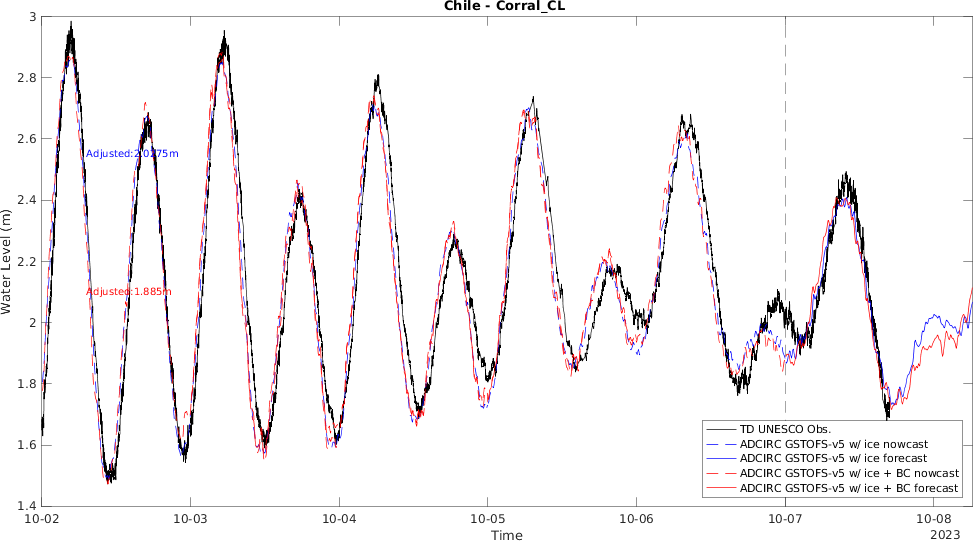 Chile - Corral_CL
3
2.8
2.6
2.4
2.2
2
1.8
1.6
1.4
Water Level (m)
Adjusted:2.0275m
Adjusted:1.885m
TD UNESCO Obs.
ADCIRC GSTOFS-v5 w/ ice nowcast
ADCIRC GSTOFS-v5 w/ ice forecast
ADCIRC GSTOFS-v5 w/ ice + BC nowcast
ADCIRC GSTOFS-v5 w/ ice + BC forecast
10-02 10-03 10-04 10-05 10-06 10-07 10-08
Time
2023